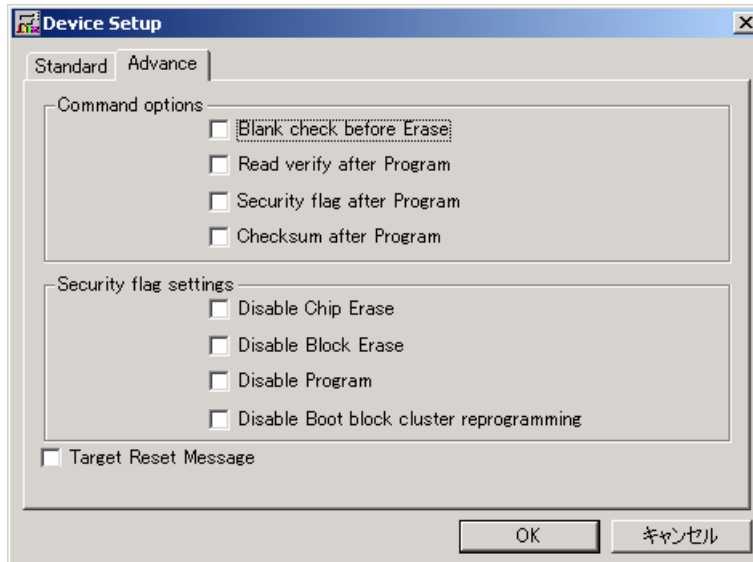 Device Setup
Standard
Advance
Command options
Blank check before Erase
Read verify after Program
Security flag after Program
Checksum after Program
Security flag settings
Disable Chip Erase
Disable Block Erase
Disable Program
Disable Boot block cluster reprogramming
Target Reset Message
OK
キャンセル